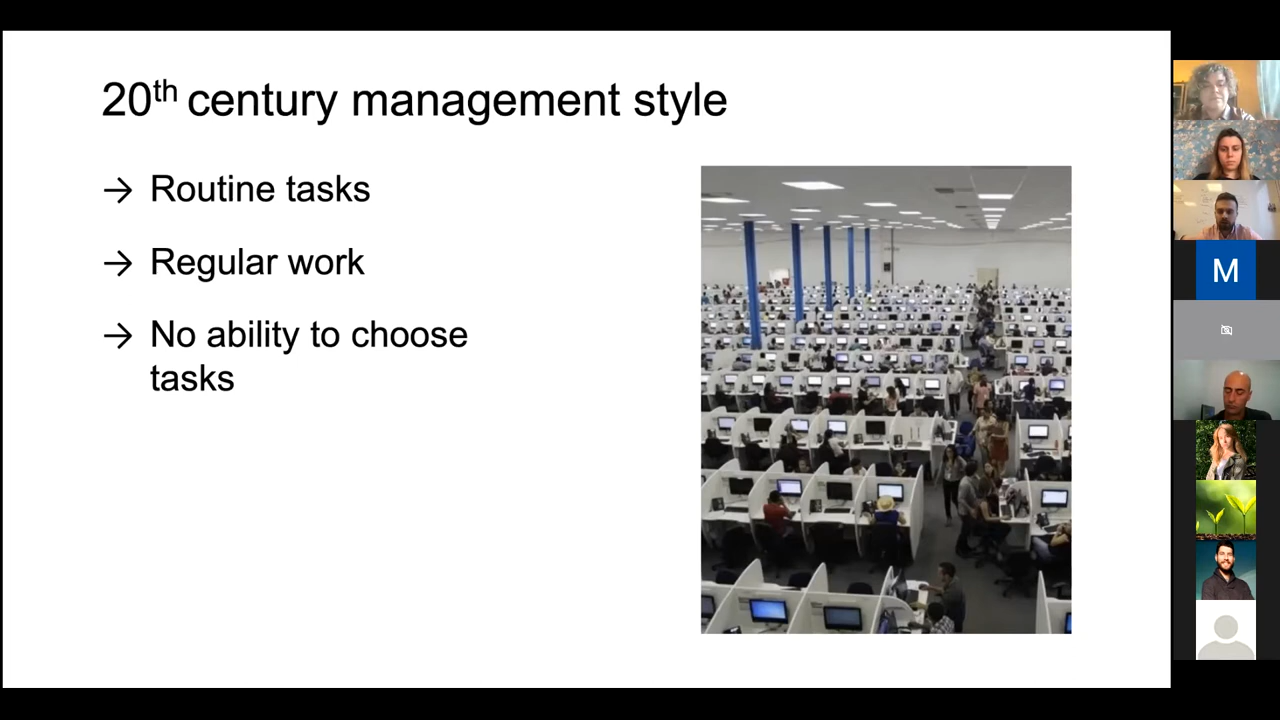 20th century management style
→ Routine tasks
→ Regular work
→ No ability to choose
tasks
M